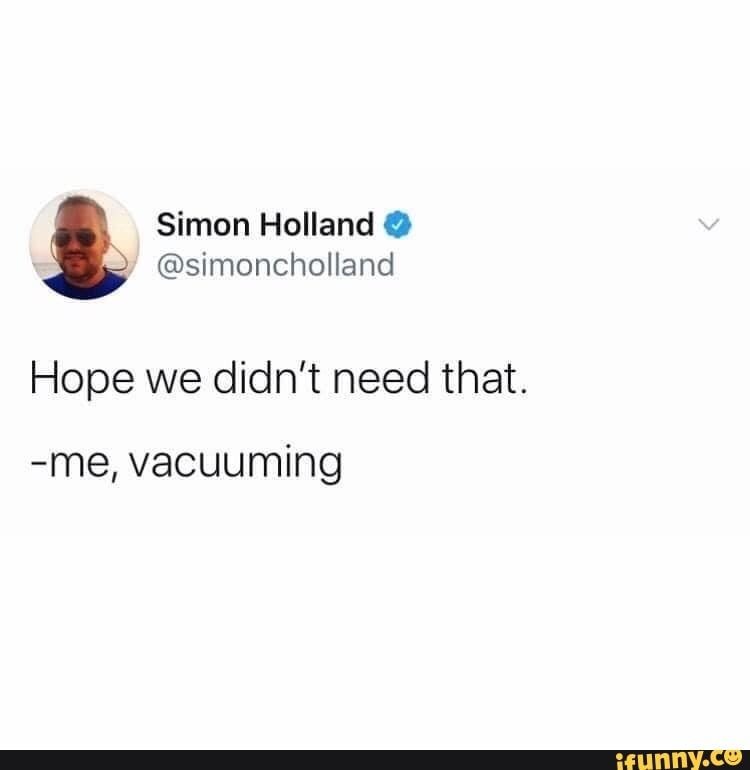 Simon Holland
@simoncholland
Hope we didn't need that.
-me, vacuuming
ifunny.co